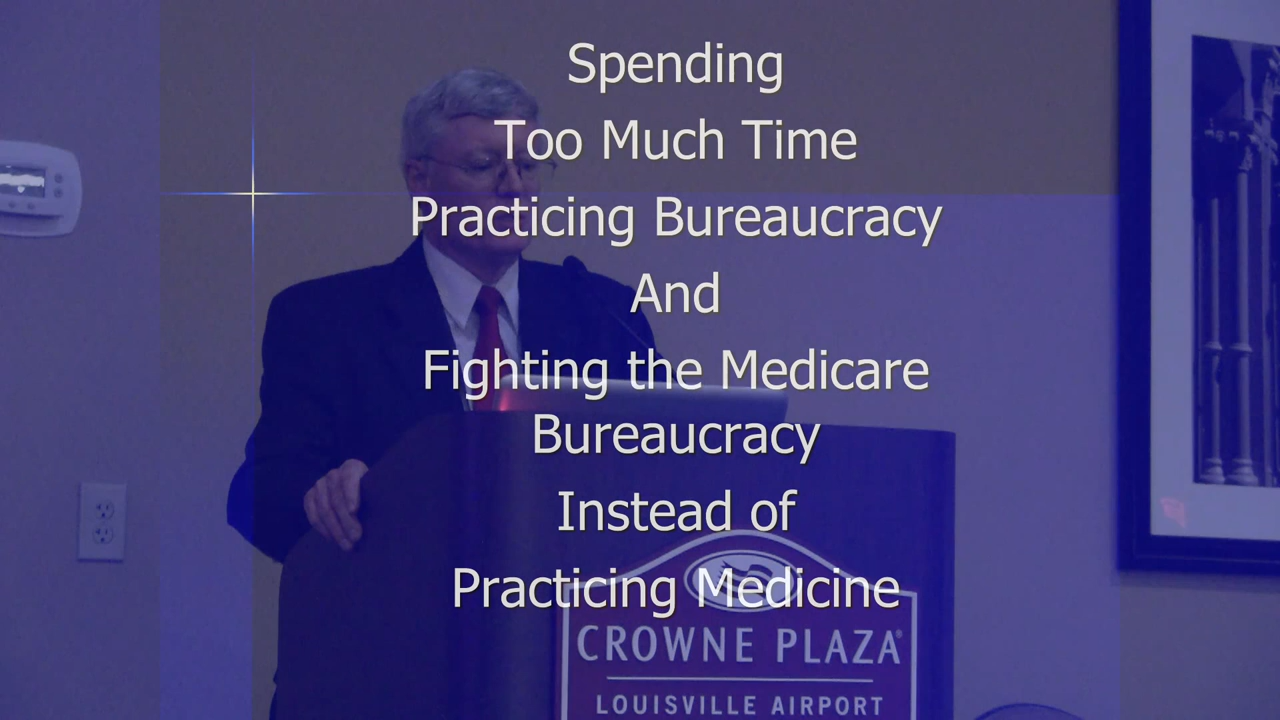 Spending
Too Much Time
Practicing Bureaucracy
And
Fighting the Medicare
Bureaucracy
Instead of
Practicing Medicine
CROWNE PLAZA®
LOUISVILLE AIRPORT